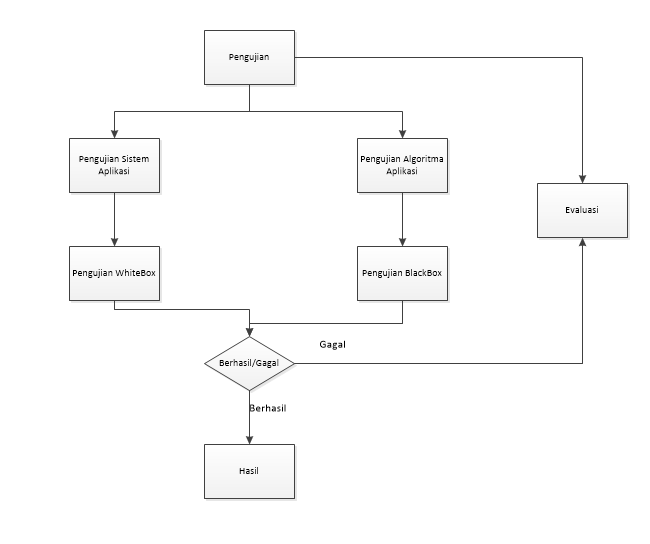 Pengujian
Pengujian Sistem
Aplikasi
Pengujian Algoritma
Aplikasi
Evaluasi
Pengujian WhiteBox
Pengujian BlackBox
Gagal
Berhasil/Gagal
Berhasil
Hasil